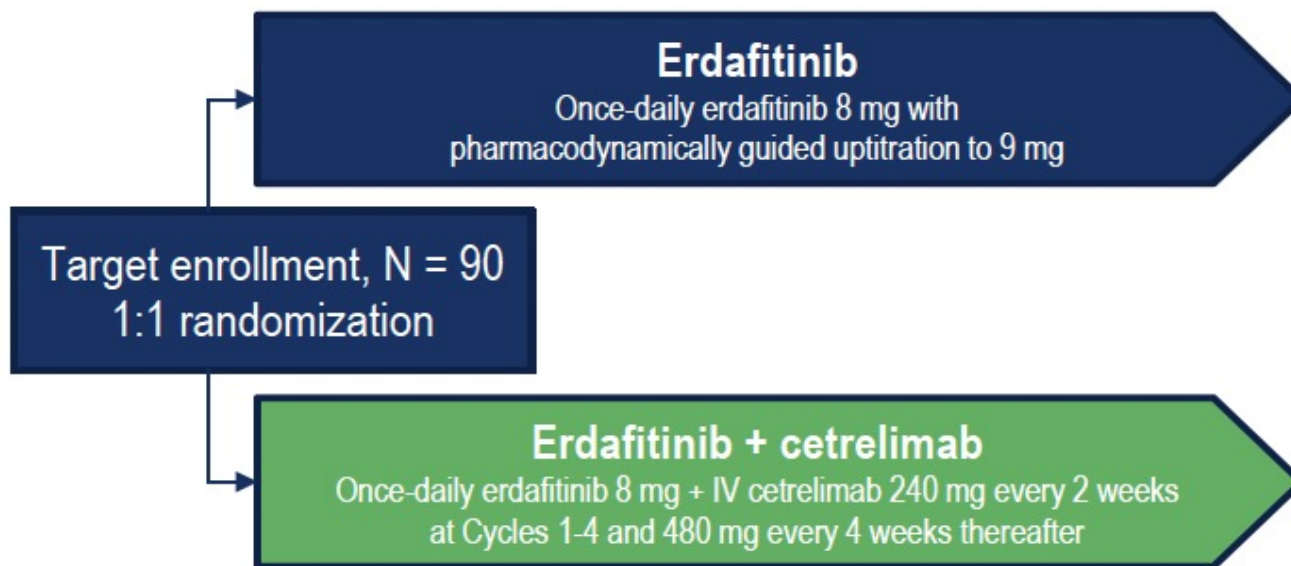 Erdafitinib
Once-daily erdafitinib 8 mg with
pharmacodynamically guided uptitration to 9 mg
Target enrollment, N = 90
1:1 randomization
Erdafitinib + cetrelimab
Once-daily erdafitinib 8 mg + IV cetrelimab 240 mg every 2 weeks
at Cycles 1-4 and 480 mg every 4 weeks thereafter